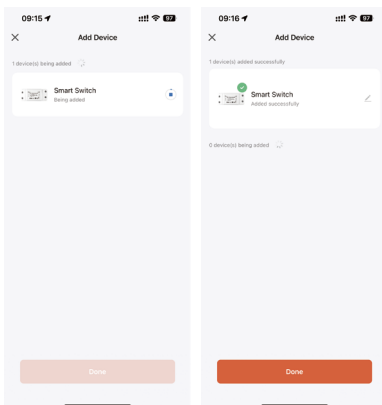 09:15
97
Add Device
1 device(s) being added
Smart Switch
Being added
Done
09:16
97
Add Device
1 device(s) added successfully
Smart Switch
Added successfully
0 device(s) being added
Done